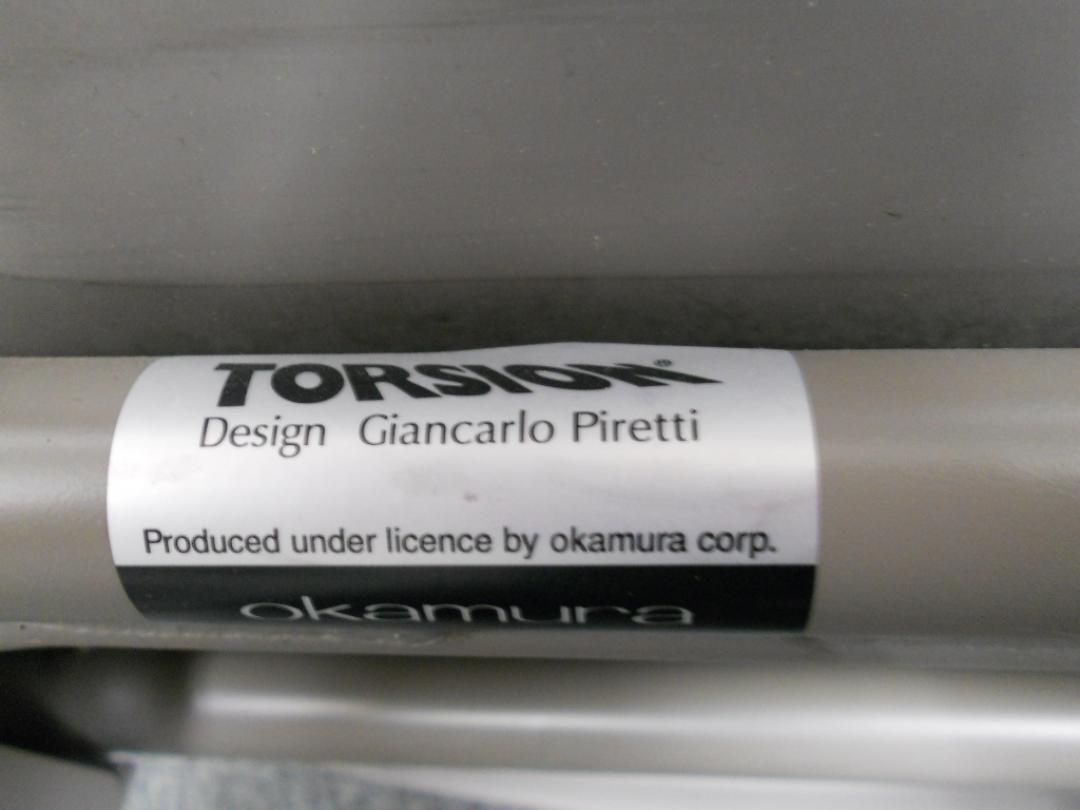 TORSION®
Design Giancarlo Piretti
Produced under licence by okamura corp.
okamura